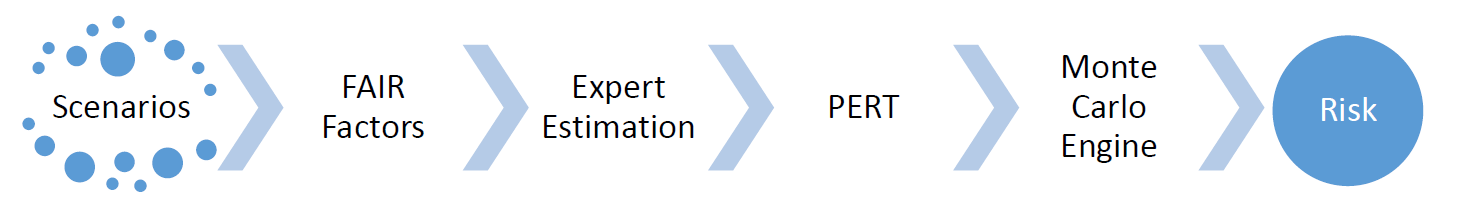 Scenarios
FAIR
Factors
Expert
Estimation
PERT
Monte
Carlo
Engine
Risk